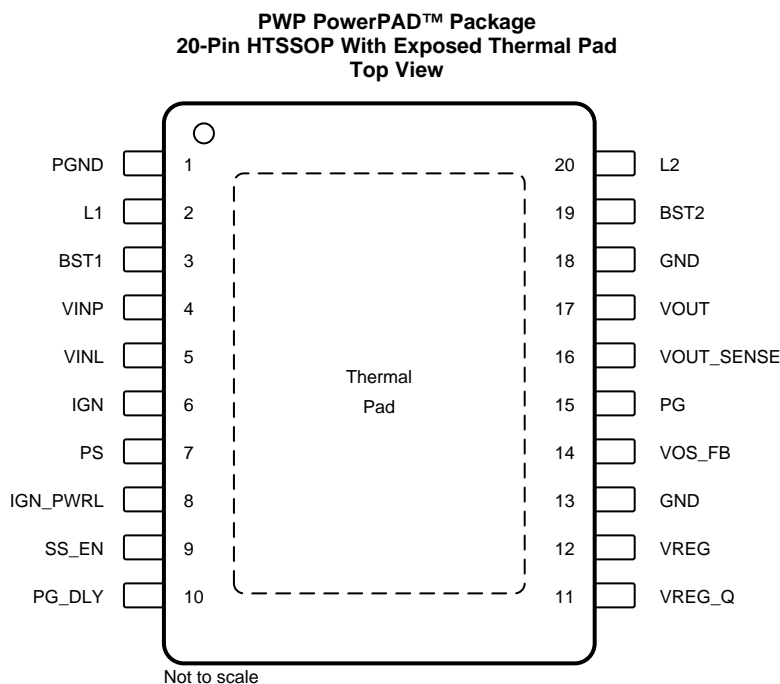 PWP PowerPAD™ Package
20-Pin HTSSOP With Exposed Thermal Pad
Top View
PGND 1 20 L2
L1 2 19 BST2
BST1 3 18 GND
VINP 4 17 VOUT
VINL 5 16 VOUT_SENSE
Thermal
IGN 6 15 PG
Pad
PS 7 14 VOS_FB
IGN_PWRL 8 13 GND
SS_EN 9 12 VREG
PG_DLY 10 11 VREG_Q
Not to scale